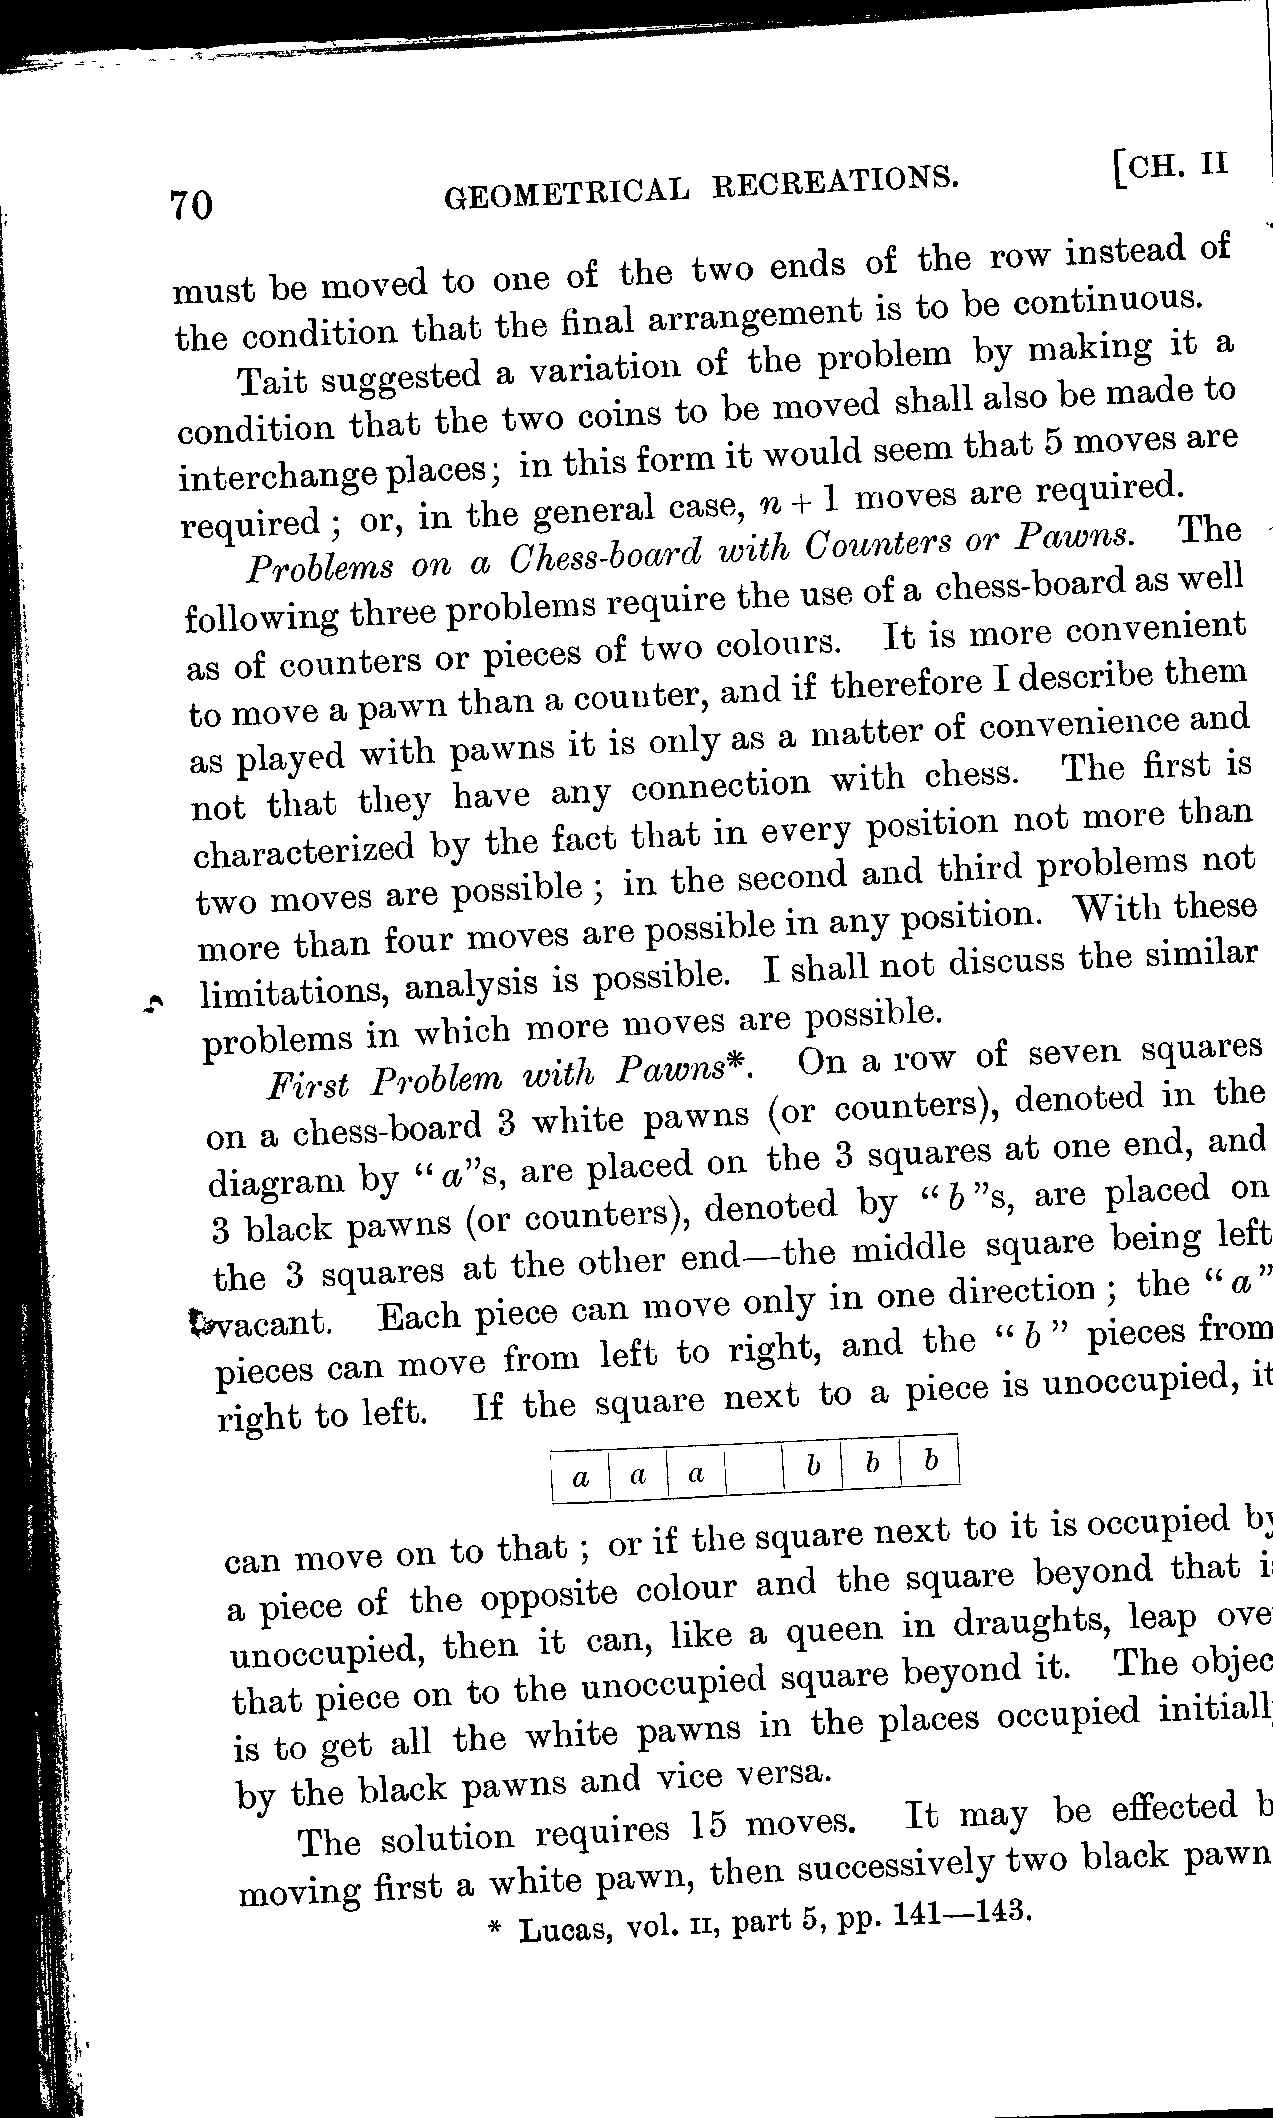 70 GEOMETRICAL RECREATIONS. [CH. II
must be moved to one of the two ends of the row instead of
the condition that the final arrangement is to be continuous.
Tait suggested a variation of the problem by making it a
condition that the two coins to be moved shall also be made to
interchange places; in this form it would seem that 5 moves are
required; or, in the general case, n + 1 moves are required.
Problems on a Chess-board with Counters or Pawns. The
following three problems require the use of a chess-board as well
as of counters or pieces of two colours. It is more convenient
to move a pawn than a counter, and if therefore I describe them
as played with pawns it is only as a matter of convenience and
not that they have any connection with chess. The first is
characterized by the fact that in every position not more than
two moves are possible; in the second and third problems not
more than four moves are possible in any position. With these
limitations, analysis is possible. I shall not discuss the similar
problems in which more moves are possible.
First Problem with Pawns*. On a row of seven squares
on a chess-board 3 white pawns (or counters), denoted in the
diagram by "a"s, are placed on the 3 squares at one end, and
3 black pawns (or counters), denoted by "b"s, are placed on
the 3 squares at the other end—the middle square being left
vacant. Each piece can move only in one direction; the "a"
pieces can move from left to right, and the "b" pieces from
right to left. If the square next to a piece is unoccupied, it
a a a b b b
can move on to that; or if the square next to it is occupied by
a piece of the opposite colour and the square beyond that i
unoccupied, then it can, like a queen in draughts, leap ove
that piece on to the unoccupied square beyond it. The objec
is to get all the white pawns in the places occupied initiall
by the black pawns and vice versa.
The solution requires 15 moves. It may be effected b
moving first a white pawn, then successively two black pawn
* Lucas, vol. II, part 5, pp. 141—143.